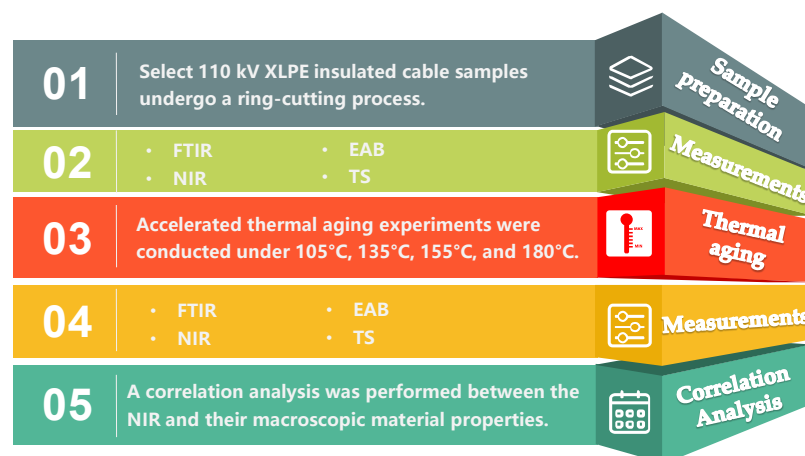 01
Select 110 kV XLPE insulated cable samples
undergo a ring-cutting process.
Sample
preparation
02
• FTIR • EAB
• NIR • TS
Measurements
03
Accelerated thermal aging experiments were
conducted under 105°C, 135°C, 155°C, and 180°C.
MAX
MIN
Thermal
aging
04
• FTIR • EAB
• NIR • TS
Measurements
05
A correlation analysis was performed between the
NIR and their macroscopic material properties.
Correlation
Analysis